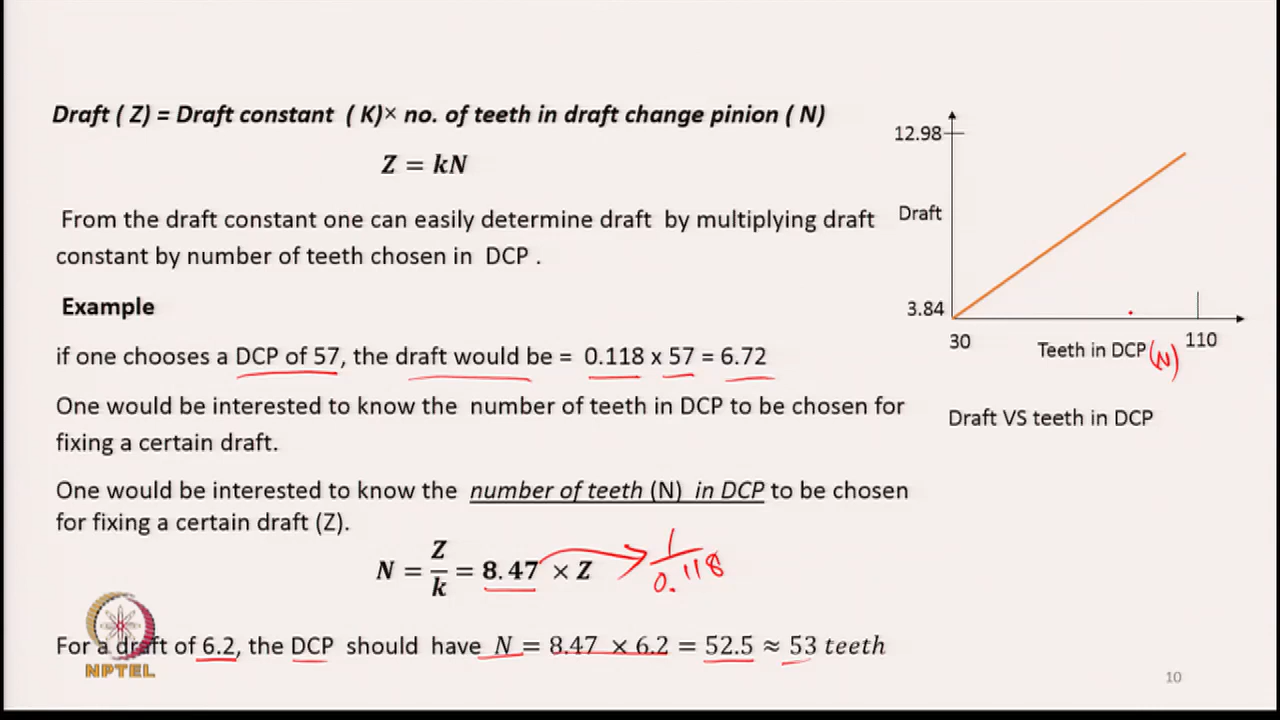 Draft ( Z) = Draft constant ( K)× no. of teeth in draft change pinion ( N)
Z = kN
From the draft constant one can easily determine draft by multiplying draft
constant by number of teeth chosen in DCP .
Example
if one chooses a DCP of 57, the draft would be = 0.118 x 57 = 6.72
One would be interested to know the number of teeth in DCP to be chosen for
fixing a certain draft.
One would be interested to know the number of teeth (N) in DCP to be chosen
for fixing a certain draft (Z).
N = Z/k = 8.47 × Z
1/0.118
For a draft of 6.2, the DCP should have N = 8.47 × 6.2 = 52.5 ≈ 53 teeth
NPTEL
12.98
Draft
3.84
30
Teeth in DCP (N)
110
Draft VS teeth in DCP
10